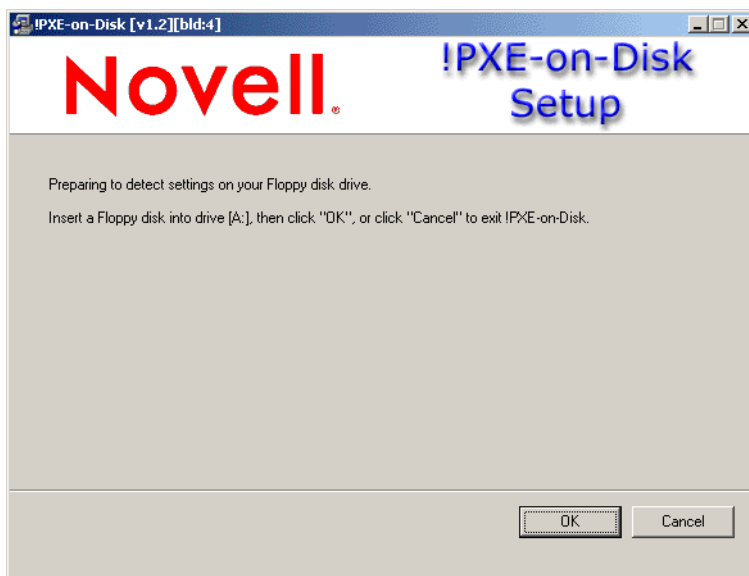 !PXE-on-Disk [v1.2][bld:4]
Novell®
!PXE-on-Disk
Setup
Preparing to detect settings on your Floppy disk drive.
Insert a Floppy disk into drive [A:], then click "OK", or click "Cancel" to exit !PXE-on-Disk.
OK
Cancel